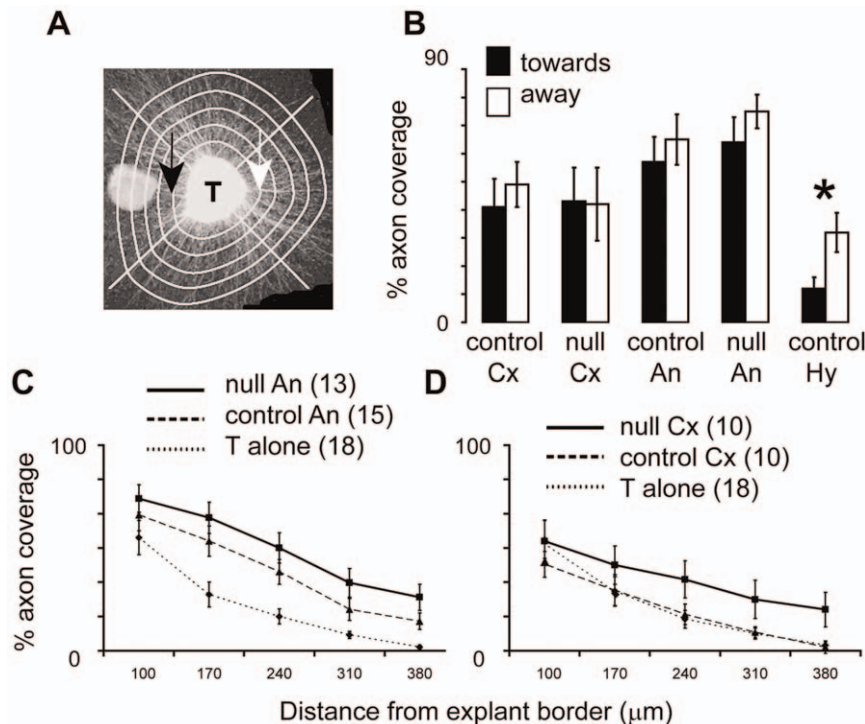 A
T
B
90
0
% axon coverage
towards
away
*
control Cx
null Cx
control An
null An
control Hy
C
null An (13)
control An (15)
T alone (18)
100
0
% axon coverage
100 170 240 310 380
D
null Cx (10)
control Cx (10)
T alone (18)
100
0
100 170 240 310 380
Distance from explant border (μm)